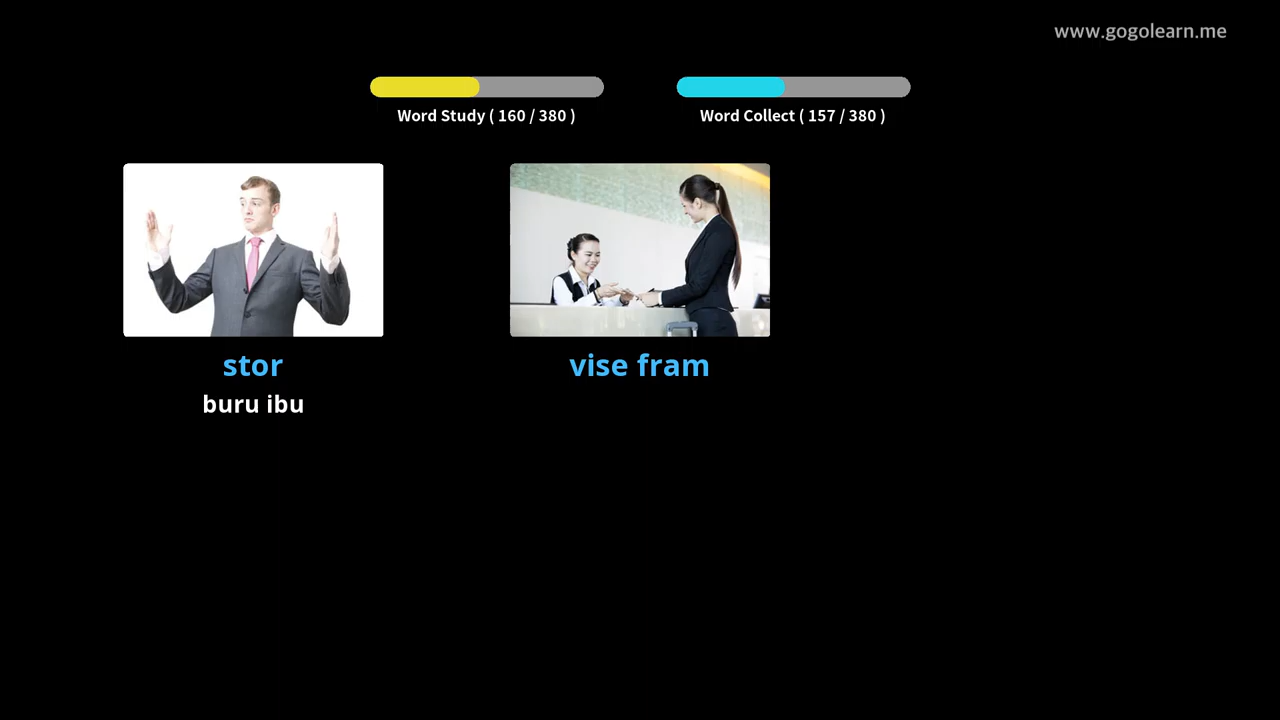 www.gogolearn.me
Word Study ( 160 / 380 )
Word Collect ( 157 / 380 )
stor
buru ibu
vise fram